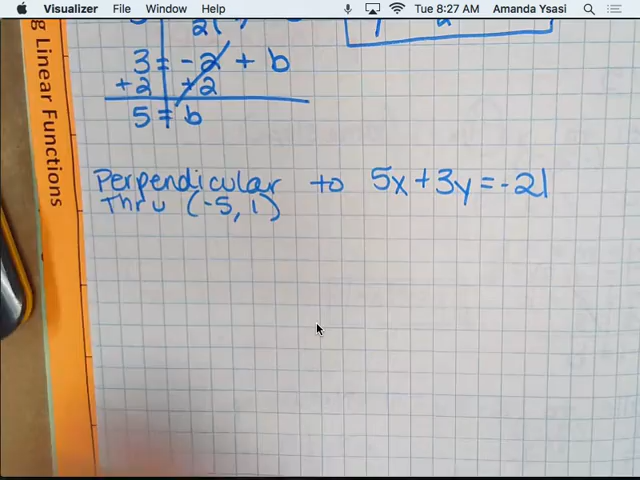 Visualizer File Window Help Tue 8:27 AM Amanda Ysasi
g Linear Functions
3 = -2 + b
+2 +2
5 = b
Perpendicular to 5x + 3y = -21
Thru (-5, 1)